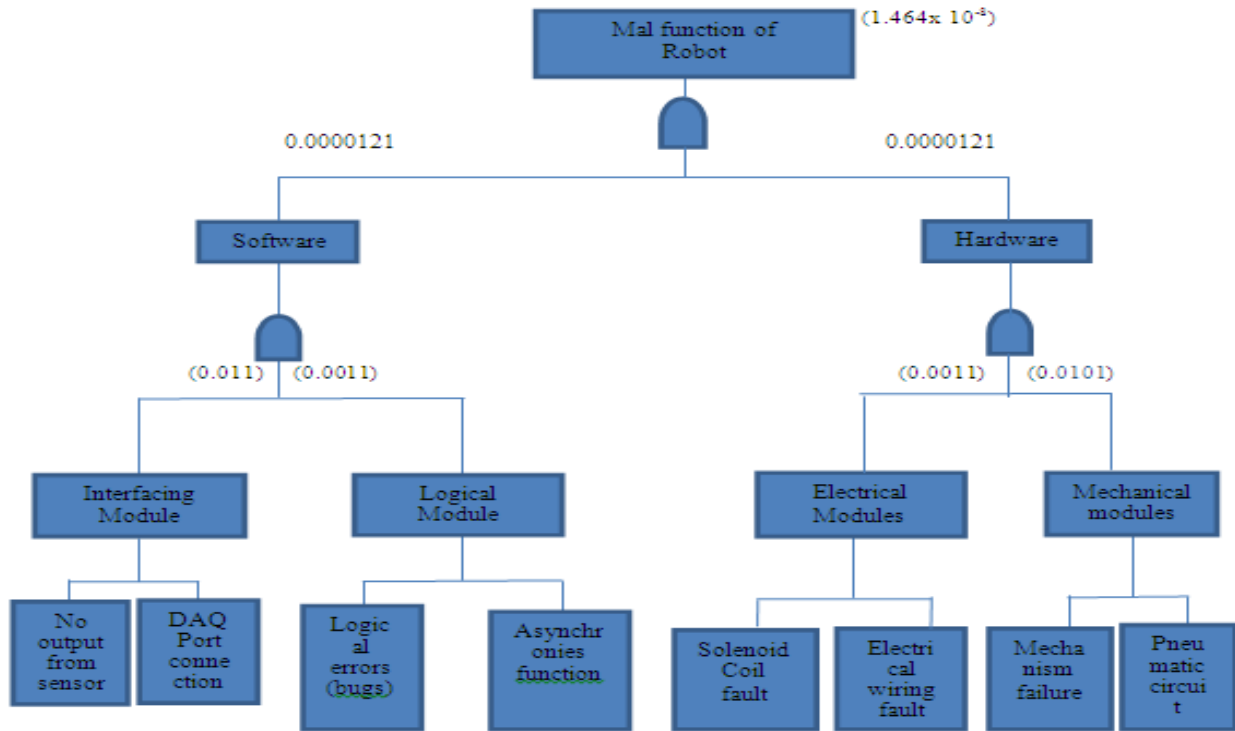 Mal function of
Robot
(1.464x 10⁻⁸)
0.0000121
0.0000121
Software
Hardware
(0.011)
(0.0011)
(0.0011)
(0.0101)
Interfacing
Module
Logical
Module
Electrical
Modules
Mechanical
modules
No
output
from
sensor
DAQ
Port
conne
ction
Logic
al
errors
(bugs)
Asynchr
onies
function
Solenoid
Coil
fault
Electri
cal
wiring
fault
Mecha
nism
failure
Pneu
matic
circui
t